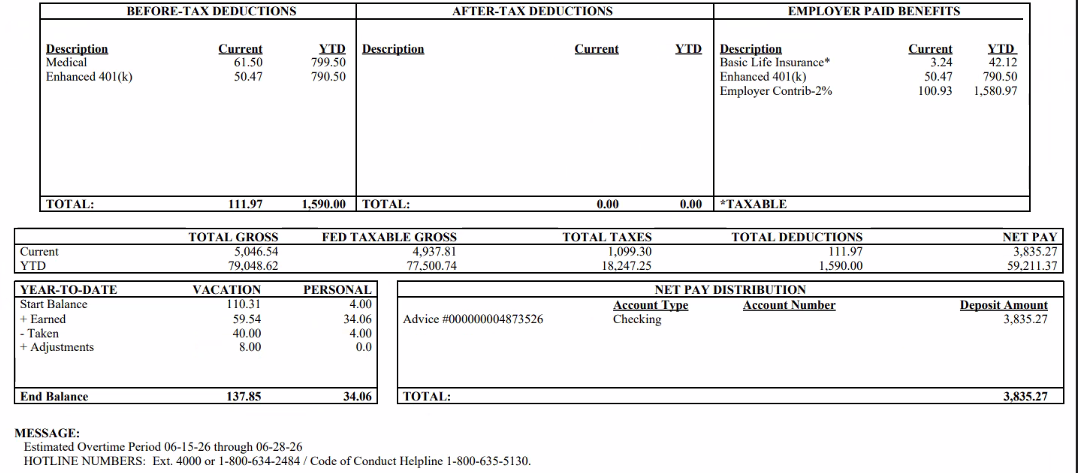 BEFORE-TAX DEDUCTIONS AFTER-TAX DEDUCTIONS EMPLOYER PAID BENEFITS
Description Current YTD Description Current YTD Description Current YTD
Medical 61.50 799.50 Basic Life Insurance* 3.24 42.12
Enhanced 401(k) 50.47 790.50 Enhanced 401(k) 50.47 790.50
Employer Contrib-2% 100.93 1,580.97
TOTAL: 111.97 1,590.00 TOTAL: 0.00 0.00 *TAXABLE
TOTAL GROSS FED TAXABLE GROSS TOTAL TAXES TOTAL DEDUCTIONS NET PAY
Current 5,046.54 4,937.81 1,099.30 111.97 3,835.27
YTD 79,048.62 77,500.74 18,247.25 1,590.00 59,211.37
YEAR-TO-DATE VACATION PERSONAL
Start Balance 110.31 4.00
+ Earned 59.54 34.06
- Taken 40.00 4.00
+ Adjustments 8.00 0.0
End Balance 137.85 34.06
NET PAY DISTRIBUTION
Account Type Account Number Deposit Amount
Advice #000000004873526 Checking 3,835.27
TOTAL: 3,835.27
MESSAGE:
Estimated Overtime Period 06-15-26 through 06-28-26
HOTLINE NUMBERS: Ext. 4000 or 1-800-634-2484 / Code of Conduct Helpline 1-800-635-5130.